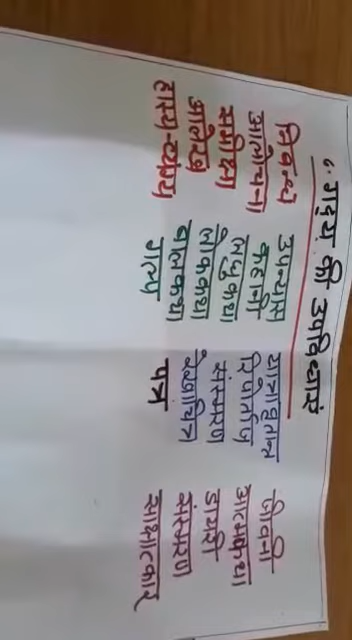 6. गद्य की उपविधाएं
निबन्ध उपन्यास यात्रावृतान्त जीवनी
आलोचना कहानी रिपोर्ताज आत्मकथा
समीक्षा लघुकथा संस्मरण डायरी
आलेख लोककथा रेखाचित्र संस्मरण
हास्य-व्यंग्य बालकथा पत्र साक्षात्कार
गल्प